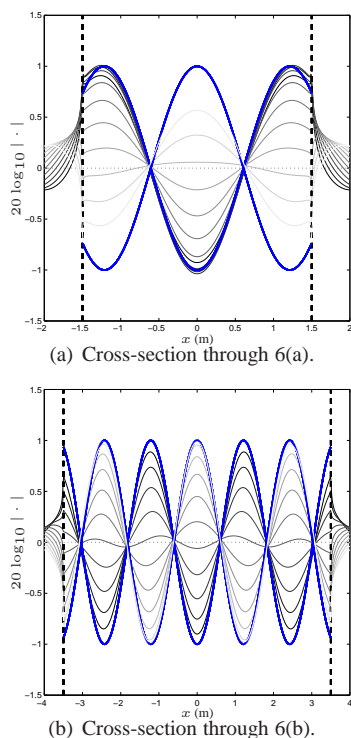 1.5
1
0.5
0
-0.5
-1
-1.5
20 log10 | · |
-2 -1.5 -1 -0.5 0 0.5 1 1.5 2
x (m)
(a) Cross-section through 6(a).
1.5
1
0.5
0
-0.5
-1
-1.5
20 log10 | · |
-4 -3 -2 -1 0 1 2 3 4
x (m)
(b) Cross-section through 6(b).